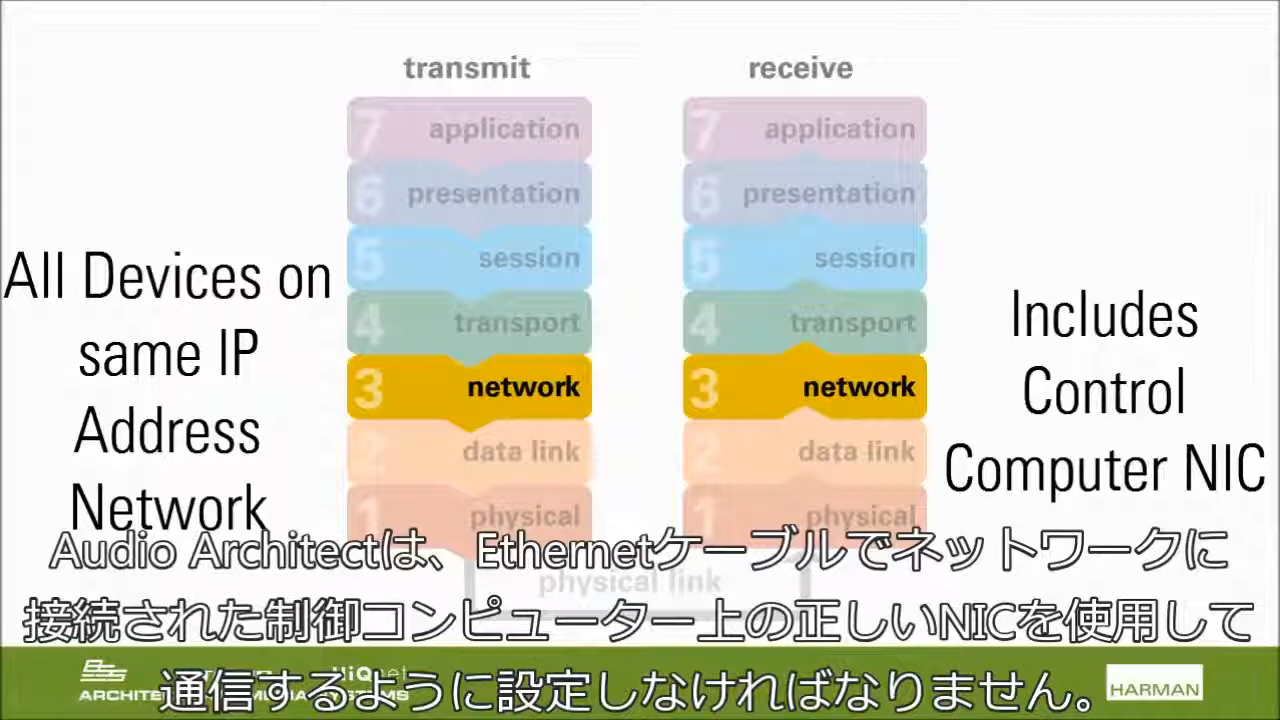 transmit
receive
7 application
7 application
6 presentation
6 presentation
5 session
5 session
4 transport
4 transport
3 network
3 network
2 data link
2 data link
1 physical
1 physical
physical link
All Devices on
same IP
Address
Network
Includes
Control
Computer NIC
Audio Architectは、Ethernetケーブルでネットワークに
接続された制御コンピューター上の正しいNICを使用して
通信するように設定しなければなりません。
HiQnet
HARMAN